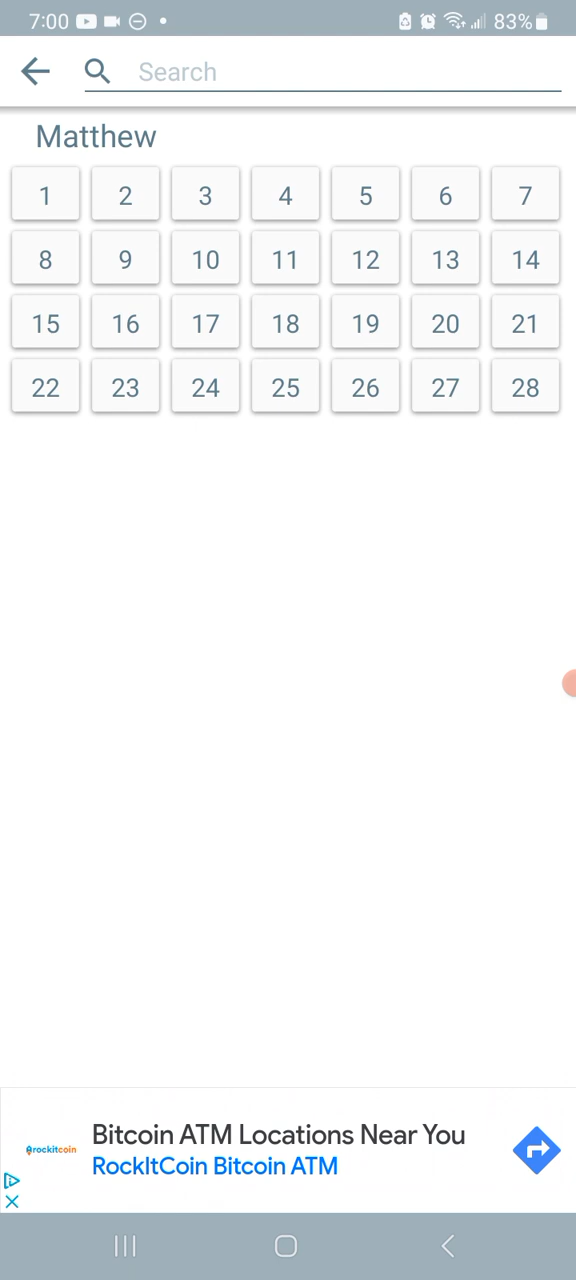 7:00 83%
Search
Matthew
1 2 3 4 5 6 7
8 9 10 11 12 13 14
15 16 17 18 19 20 21
22 23 24 25 26 27 28
Bitcoin ATM Locations Near You
rockitcoin
RockItCoin Bitcoin ATM